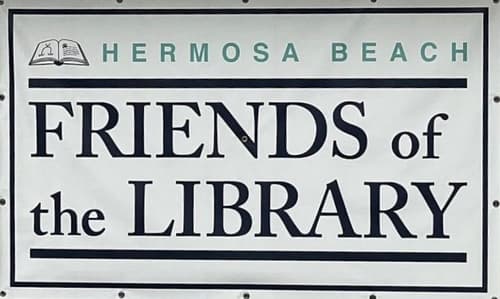 HERMOSA BEACH
FRIENDS of
the LIBRARY